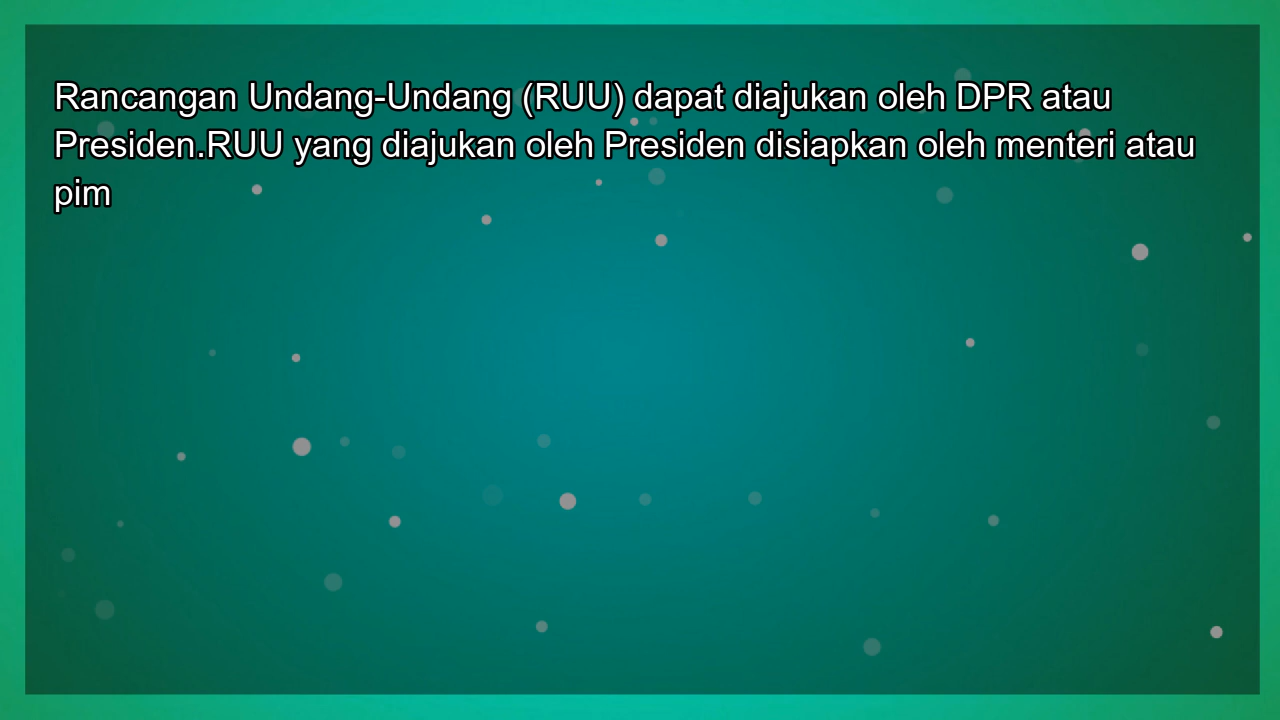 Rancangan Undang-Undang (RUU) dapat diajukan oleh DPR atau
Presiden.RUU yang diajukan oleh Presiden disiapkan oleh menteri atau
pim